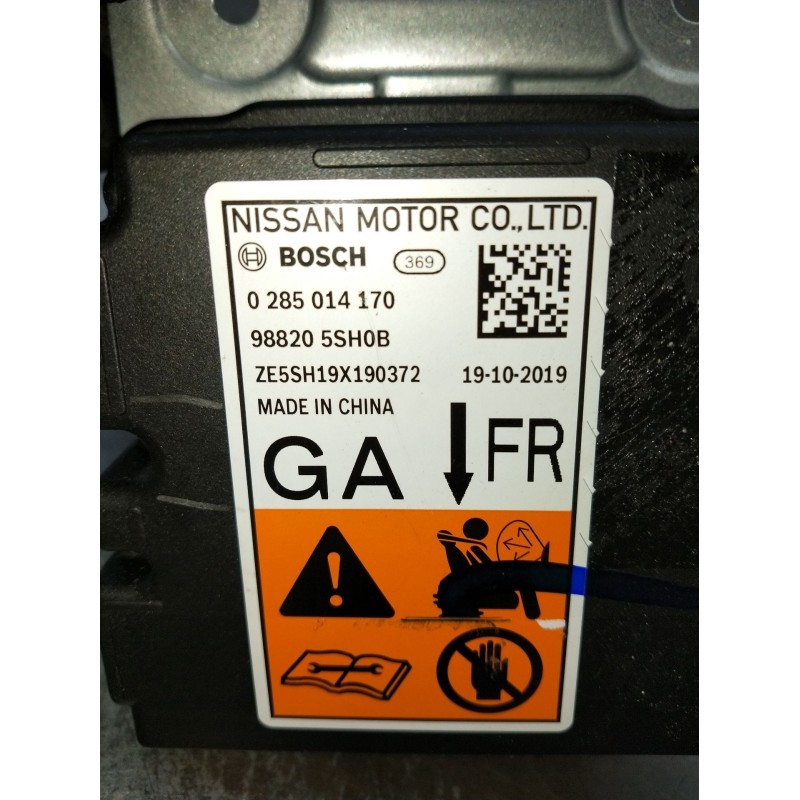 NISSAN MOTOR CO.,LTD.
BOSCH 369
0 285 014 170
98820 5SH0B
ZE5SH19X190372 19-10-2019
MADE IN CHINA
GA FR